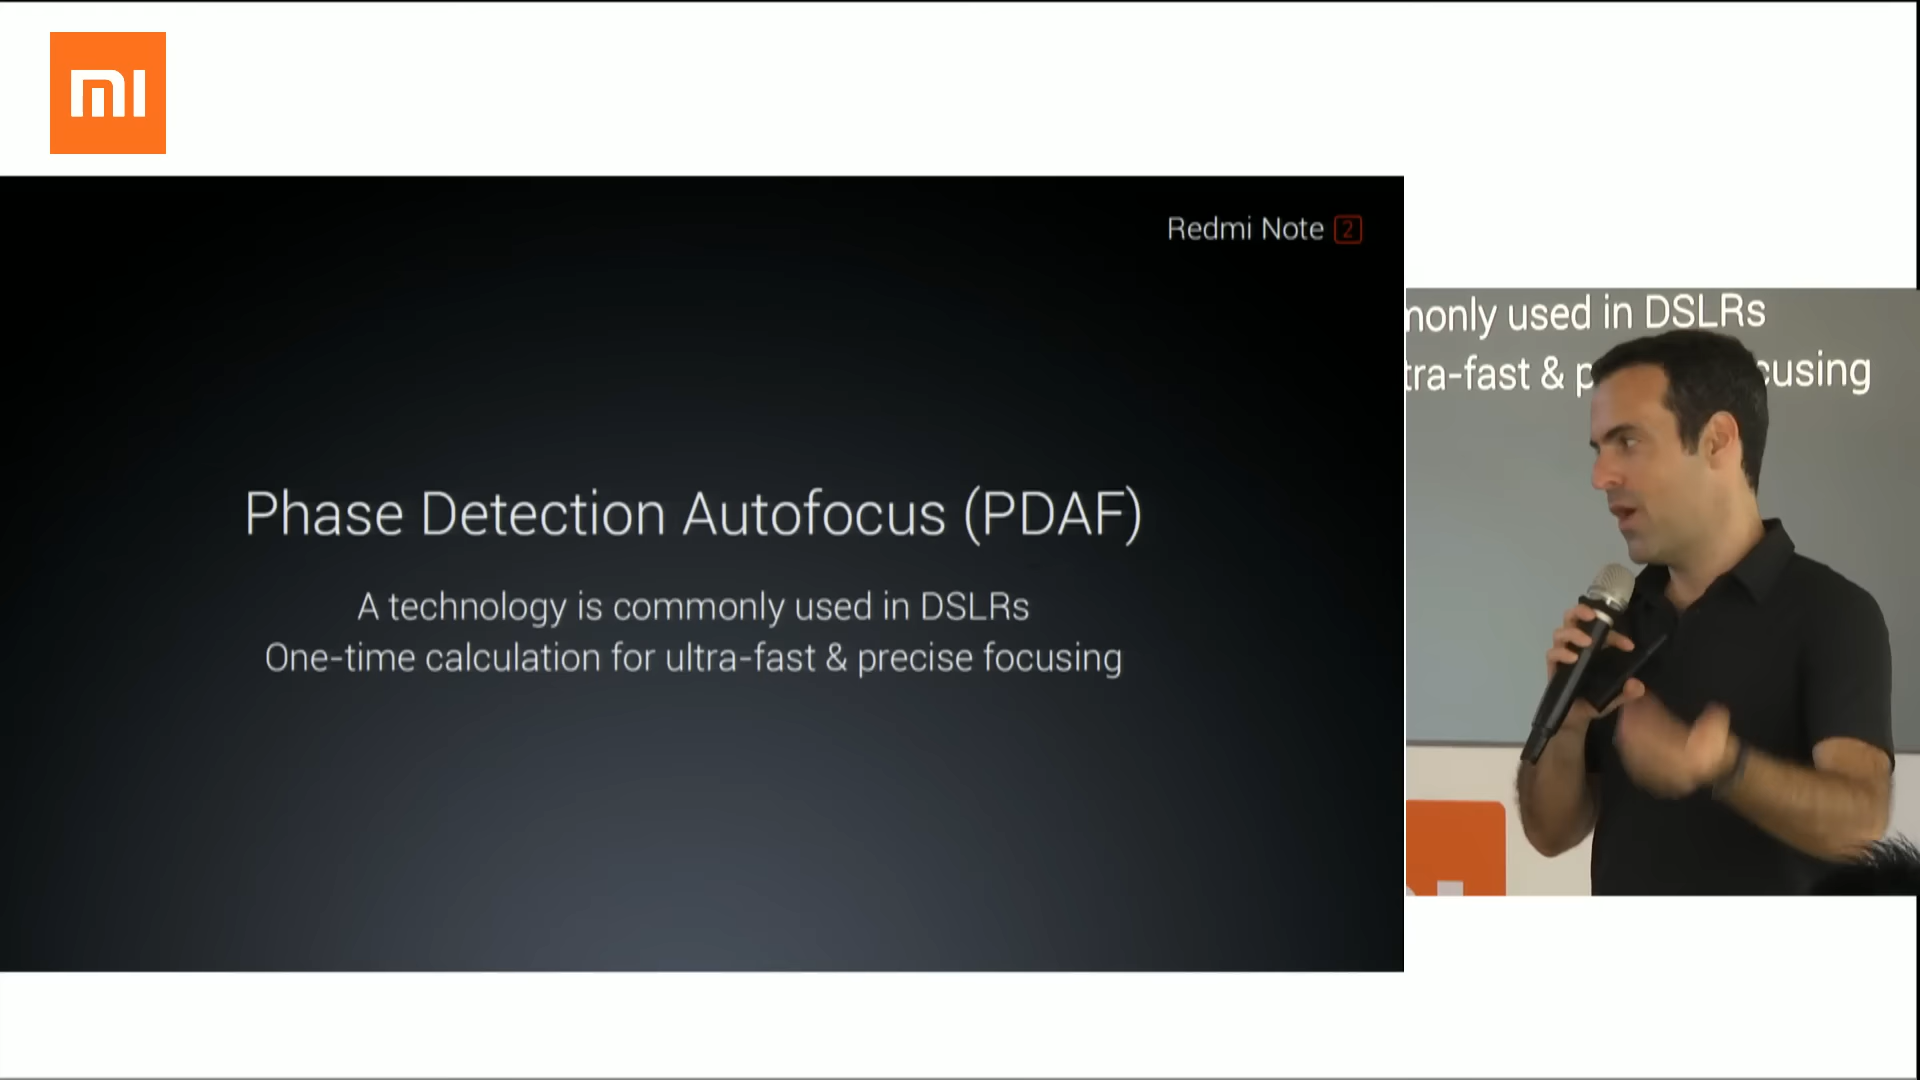 mi
Redmi Note 2
Phase Detection Autofocus (PDAF)
A technology is commonly used in DSLRs
One-time calculation for ultra-fast & precise focusing
monly used in DSLRs
tra-fast & p cusing